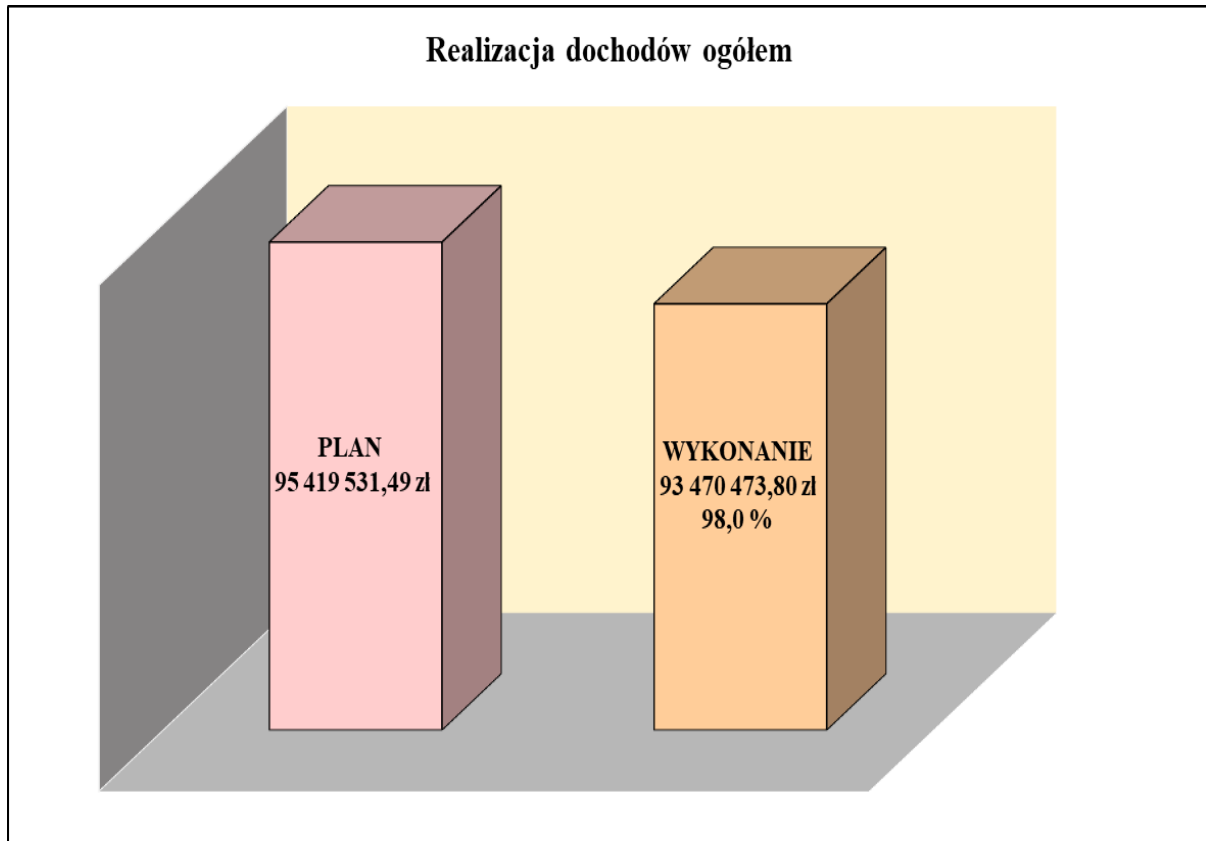 Realizacja dochodów ogółem
PLAN
95 419 531,49 zł
WYKONANIE
93 470 473,80 zł
98,0 %